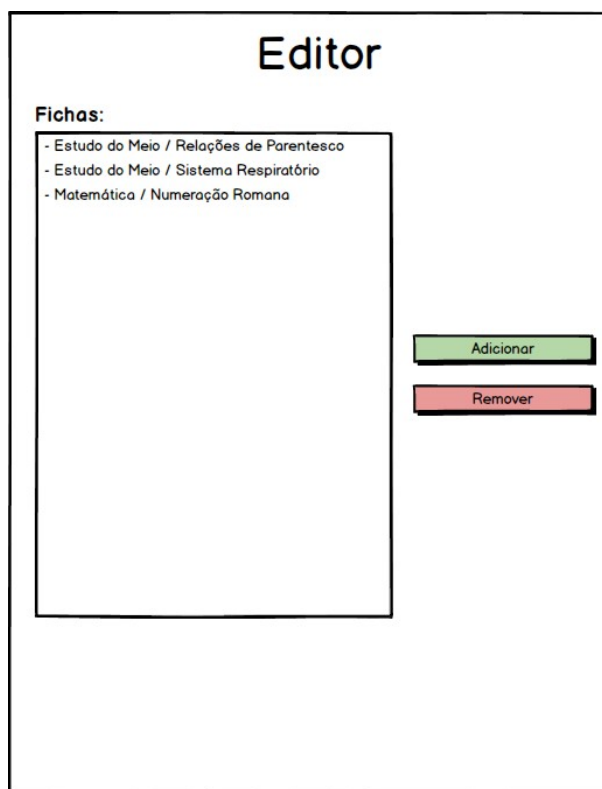 Editor
Fichas:
- Estudo do Meio / Relações de Parentesco
- Estudo do Meio / Sistema Respiratório
- Matemática / Numeração Romana
Adicionar
Remover